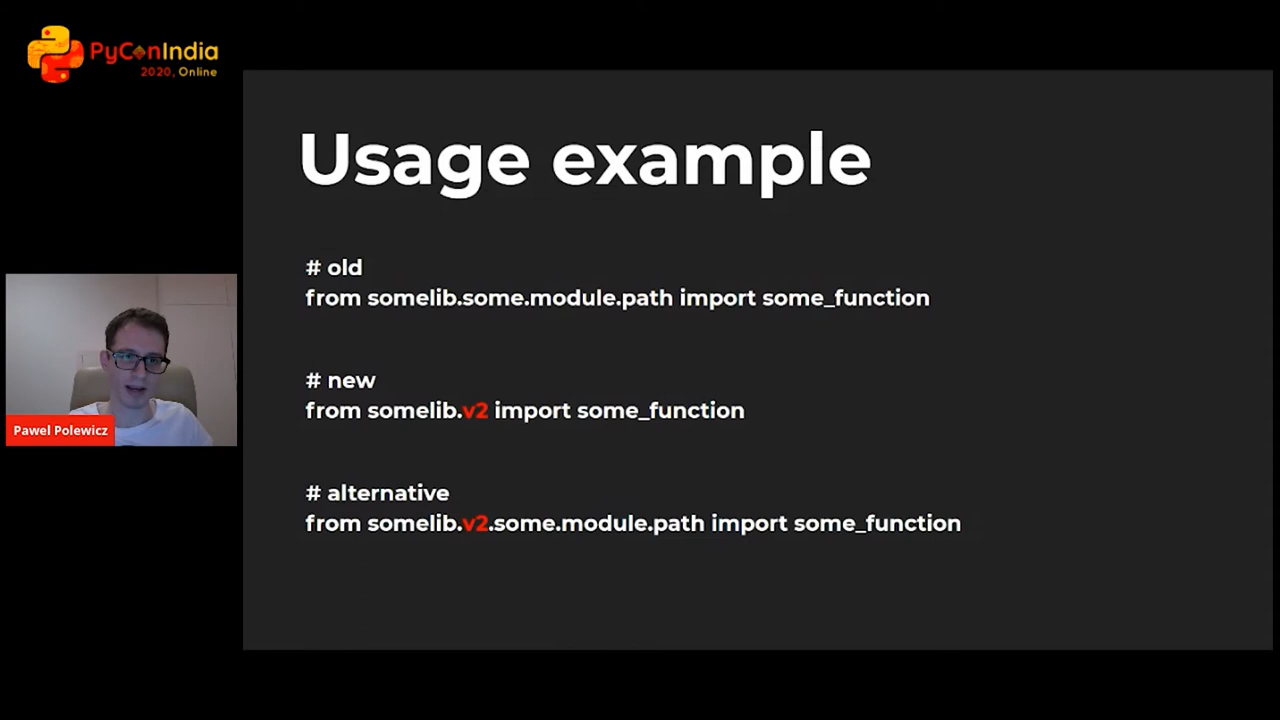 PyConIndia
2020, Online
Usage example
# old
from somelib.some.module.path import some_function
# new
from somelib.v2 import some_function
# alternative
from somelib.v2.some.module.path import some_function
Pawel Polewicz